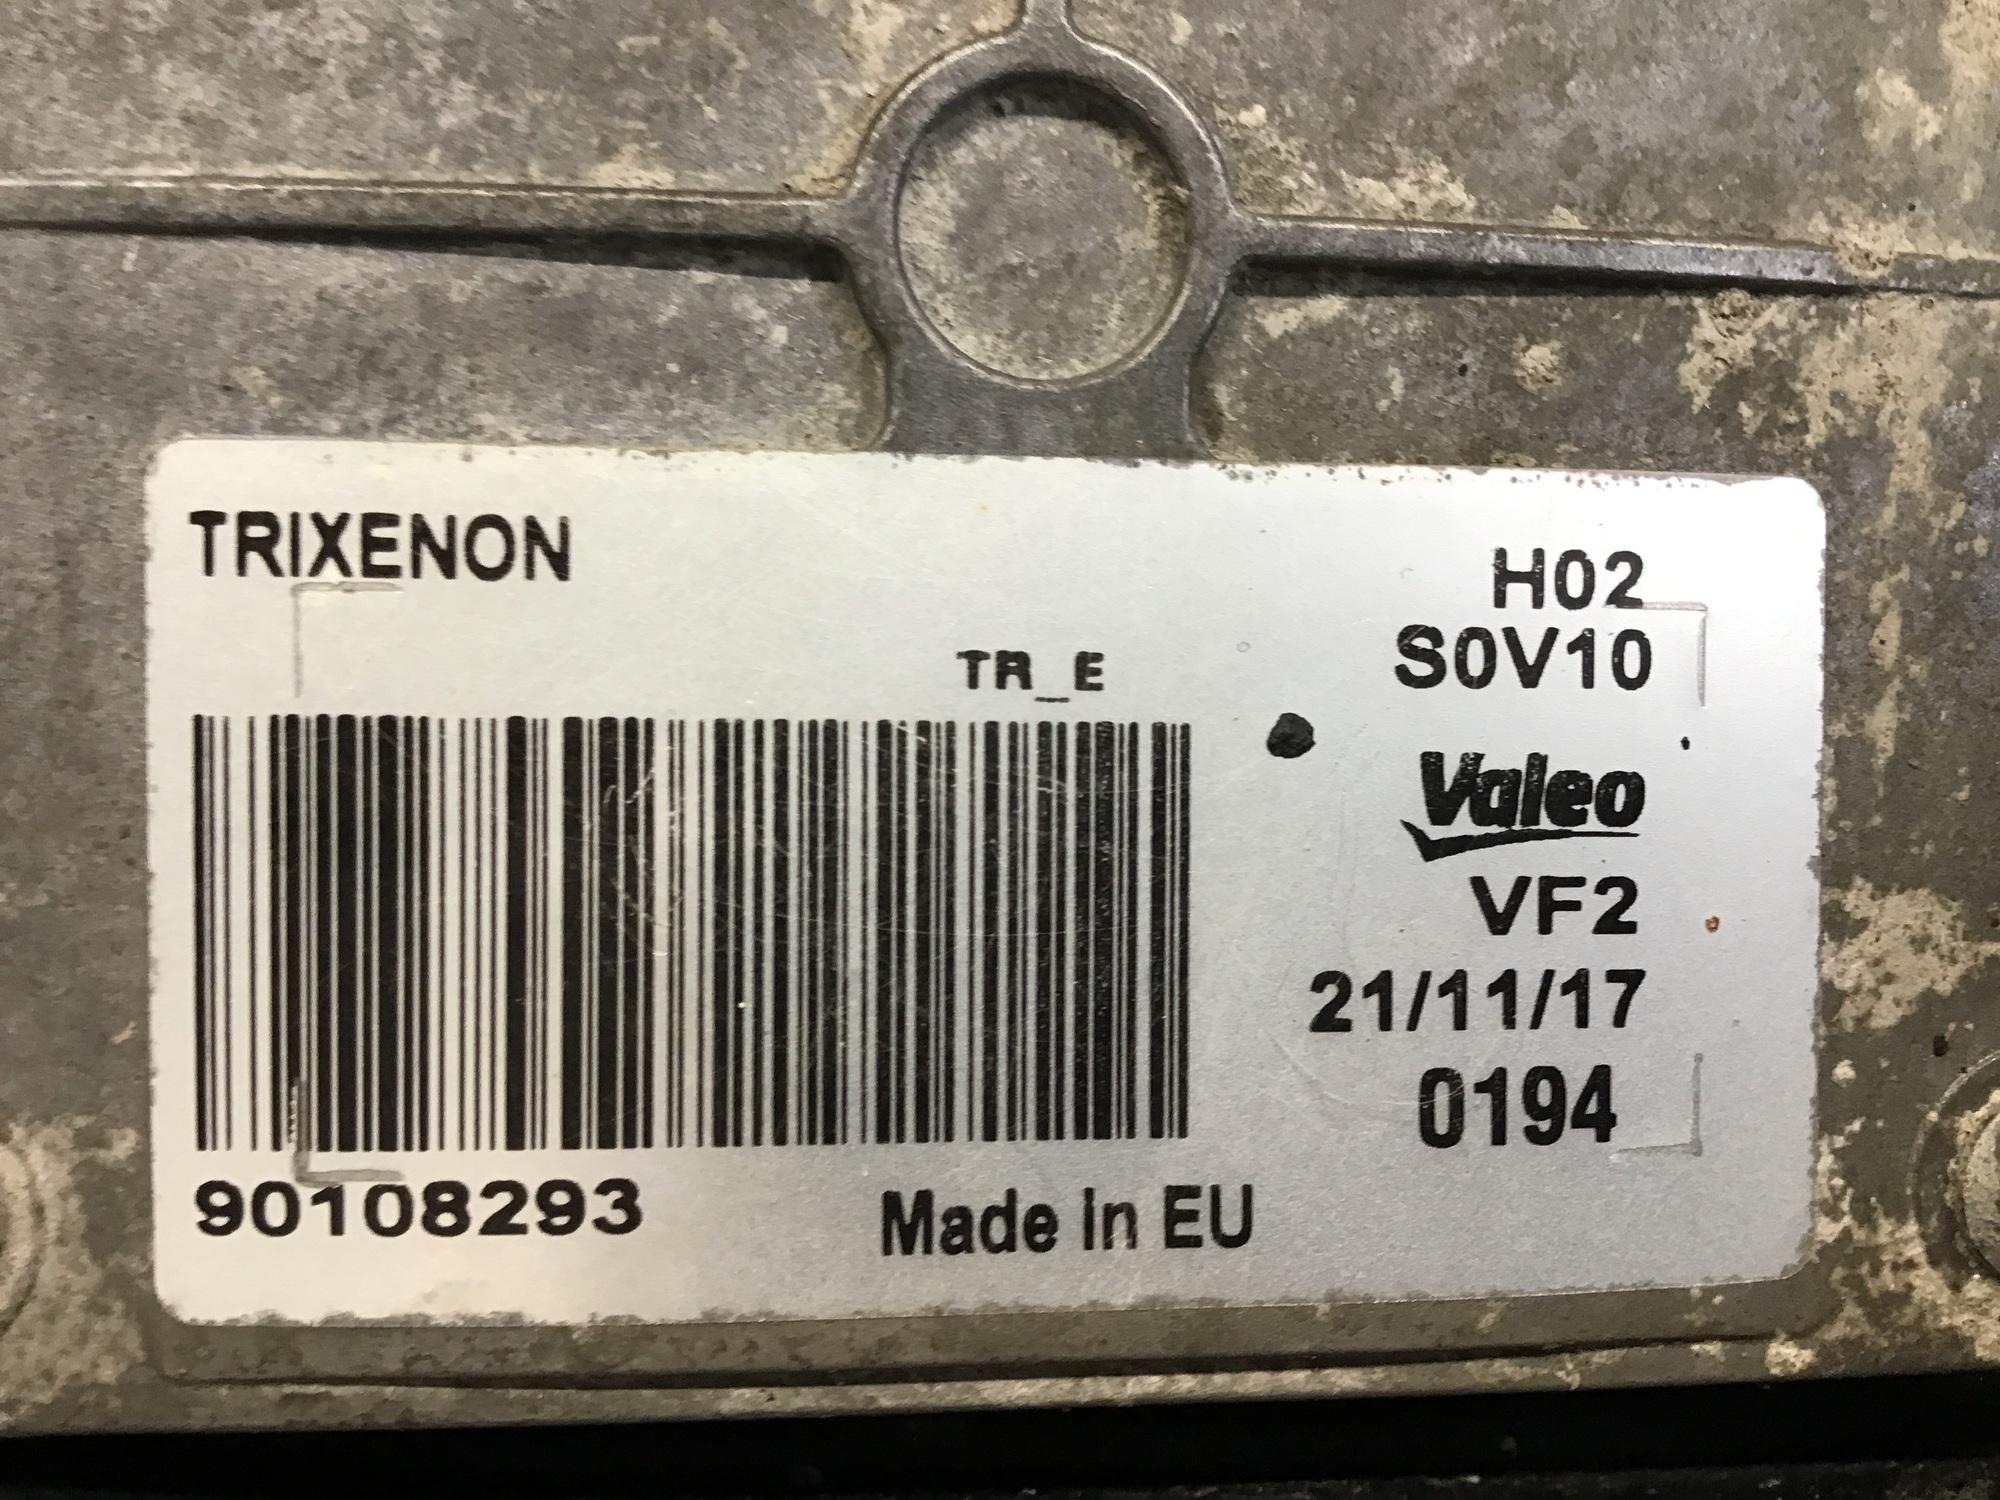 TRIXENON
H02
S0V10
TR_E
Valeo
VF2
21/11/17
0194
90108293
Made in EU